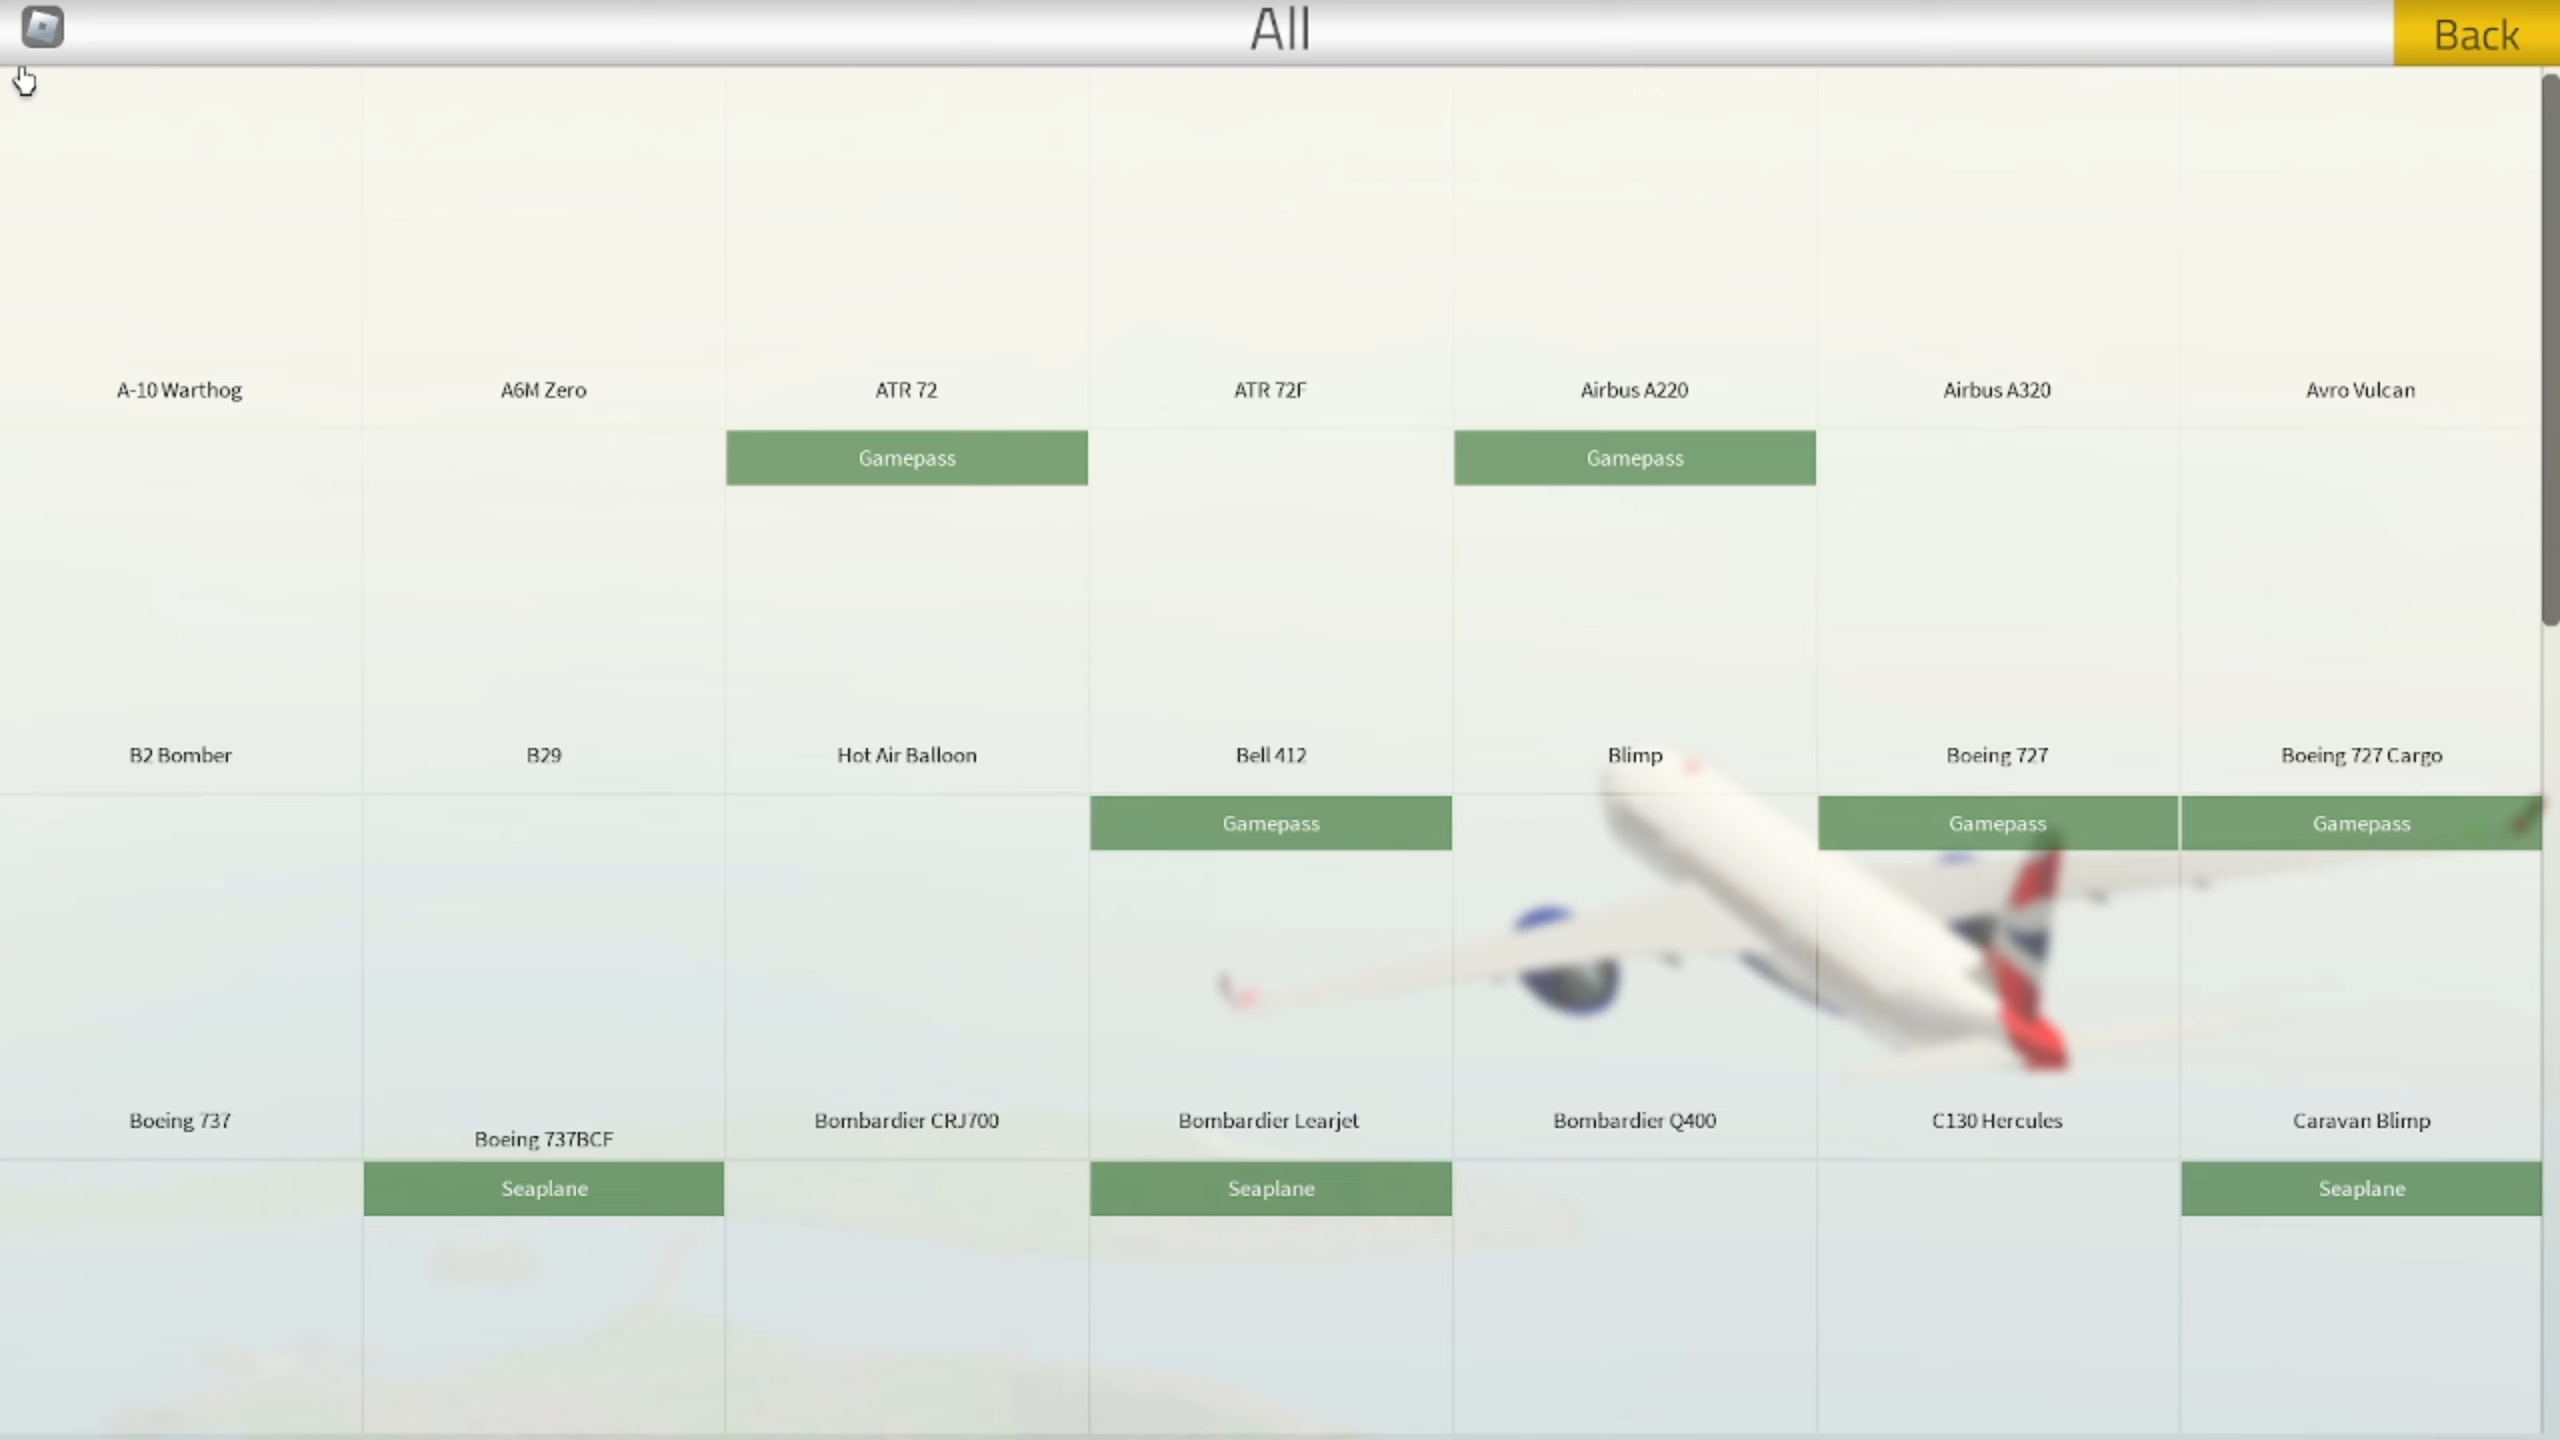 All
Back
A-10 Warthog
A6M Zero
ATR 72
ATR 72F
Airbus A220
Airbus A320
Avro Vulcan
Gamepass
Gamepass
B2 Bomber
B29
Hot Air Balloon
Bell 412
Blimp
Boeing 727
Boeing 727 Cargo
Gamepass
Gamepass
Gamepass
Boeing 737
Boeing 737BCF
Bombardier CRJ700
Bombardier Learjet
Bombardier Q400
C130 Hercules
Caravan Blimp
Seaplane
Seaplane
Seaplane